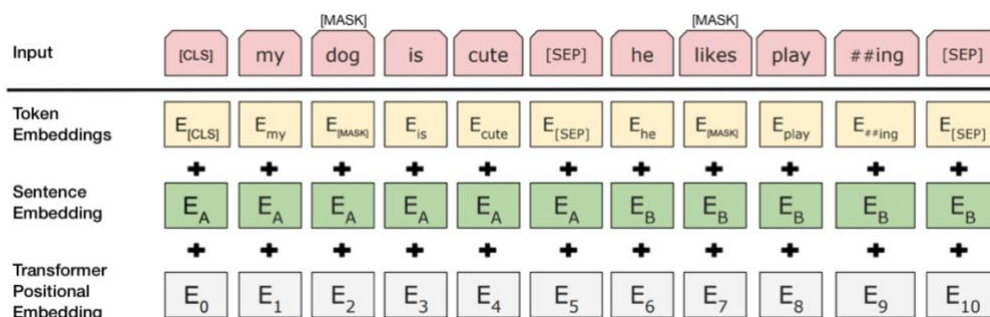 [MASK] [MASK]
Input [CLS] my dog is cute [SEP] he likes play ##ing [SEP]
Token
Embeddings E[CLS] Emy E[MASK] Eis Ecute E[SEP] Ehe E[MASK] Eplay E##ing E[SEP]
+ + + + + + + + + + +
Sentence
Embedding EA EA EA EA EA EA EB EB EB EB EB
+ + + + + + + + + + +
Transformer
Positional
Embedding E0 E1 E2 E3 E4 E5 E6 E7 E8 E9 E10